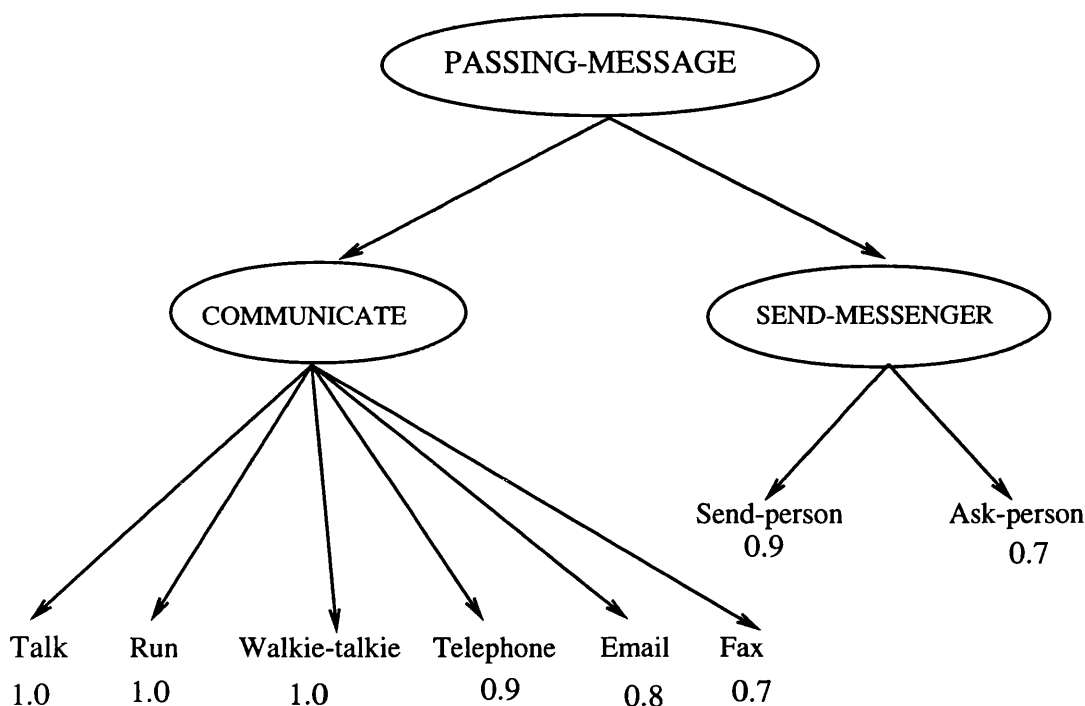 PASSING-MESSAGE
COMMUNICATE
SEND-MESSENGER
Send-person
0.9
Ask-person
0.7
Talk
1.0
Run
1.0
Walkie-talkie
1.0
Telephone
0.9
Email
0.8
Fax
0.7